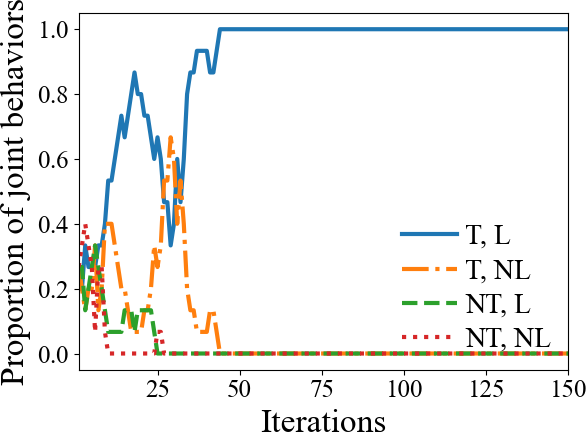 Proportion of joint behaviors
1.0
0.8
0.6
0.4
0.2
0.0
T, L
T, NL
NT, L
NT, NL
25 50 75 100 125 150
Iterations